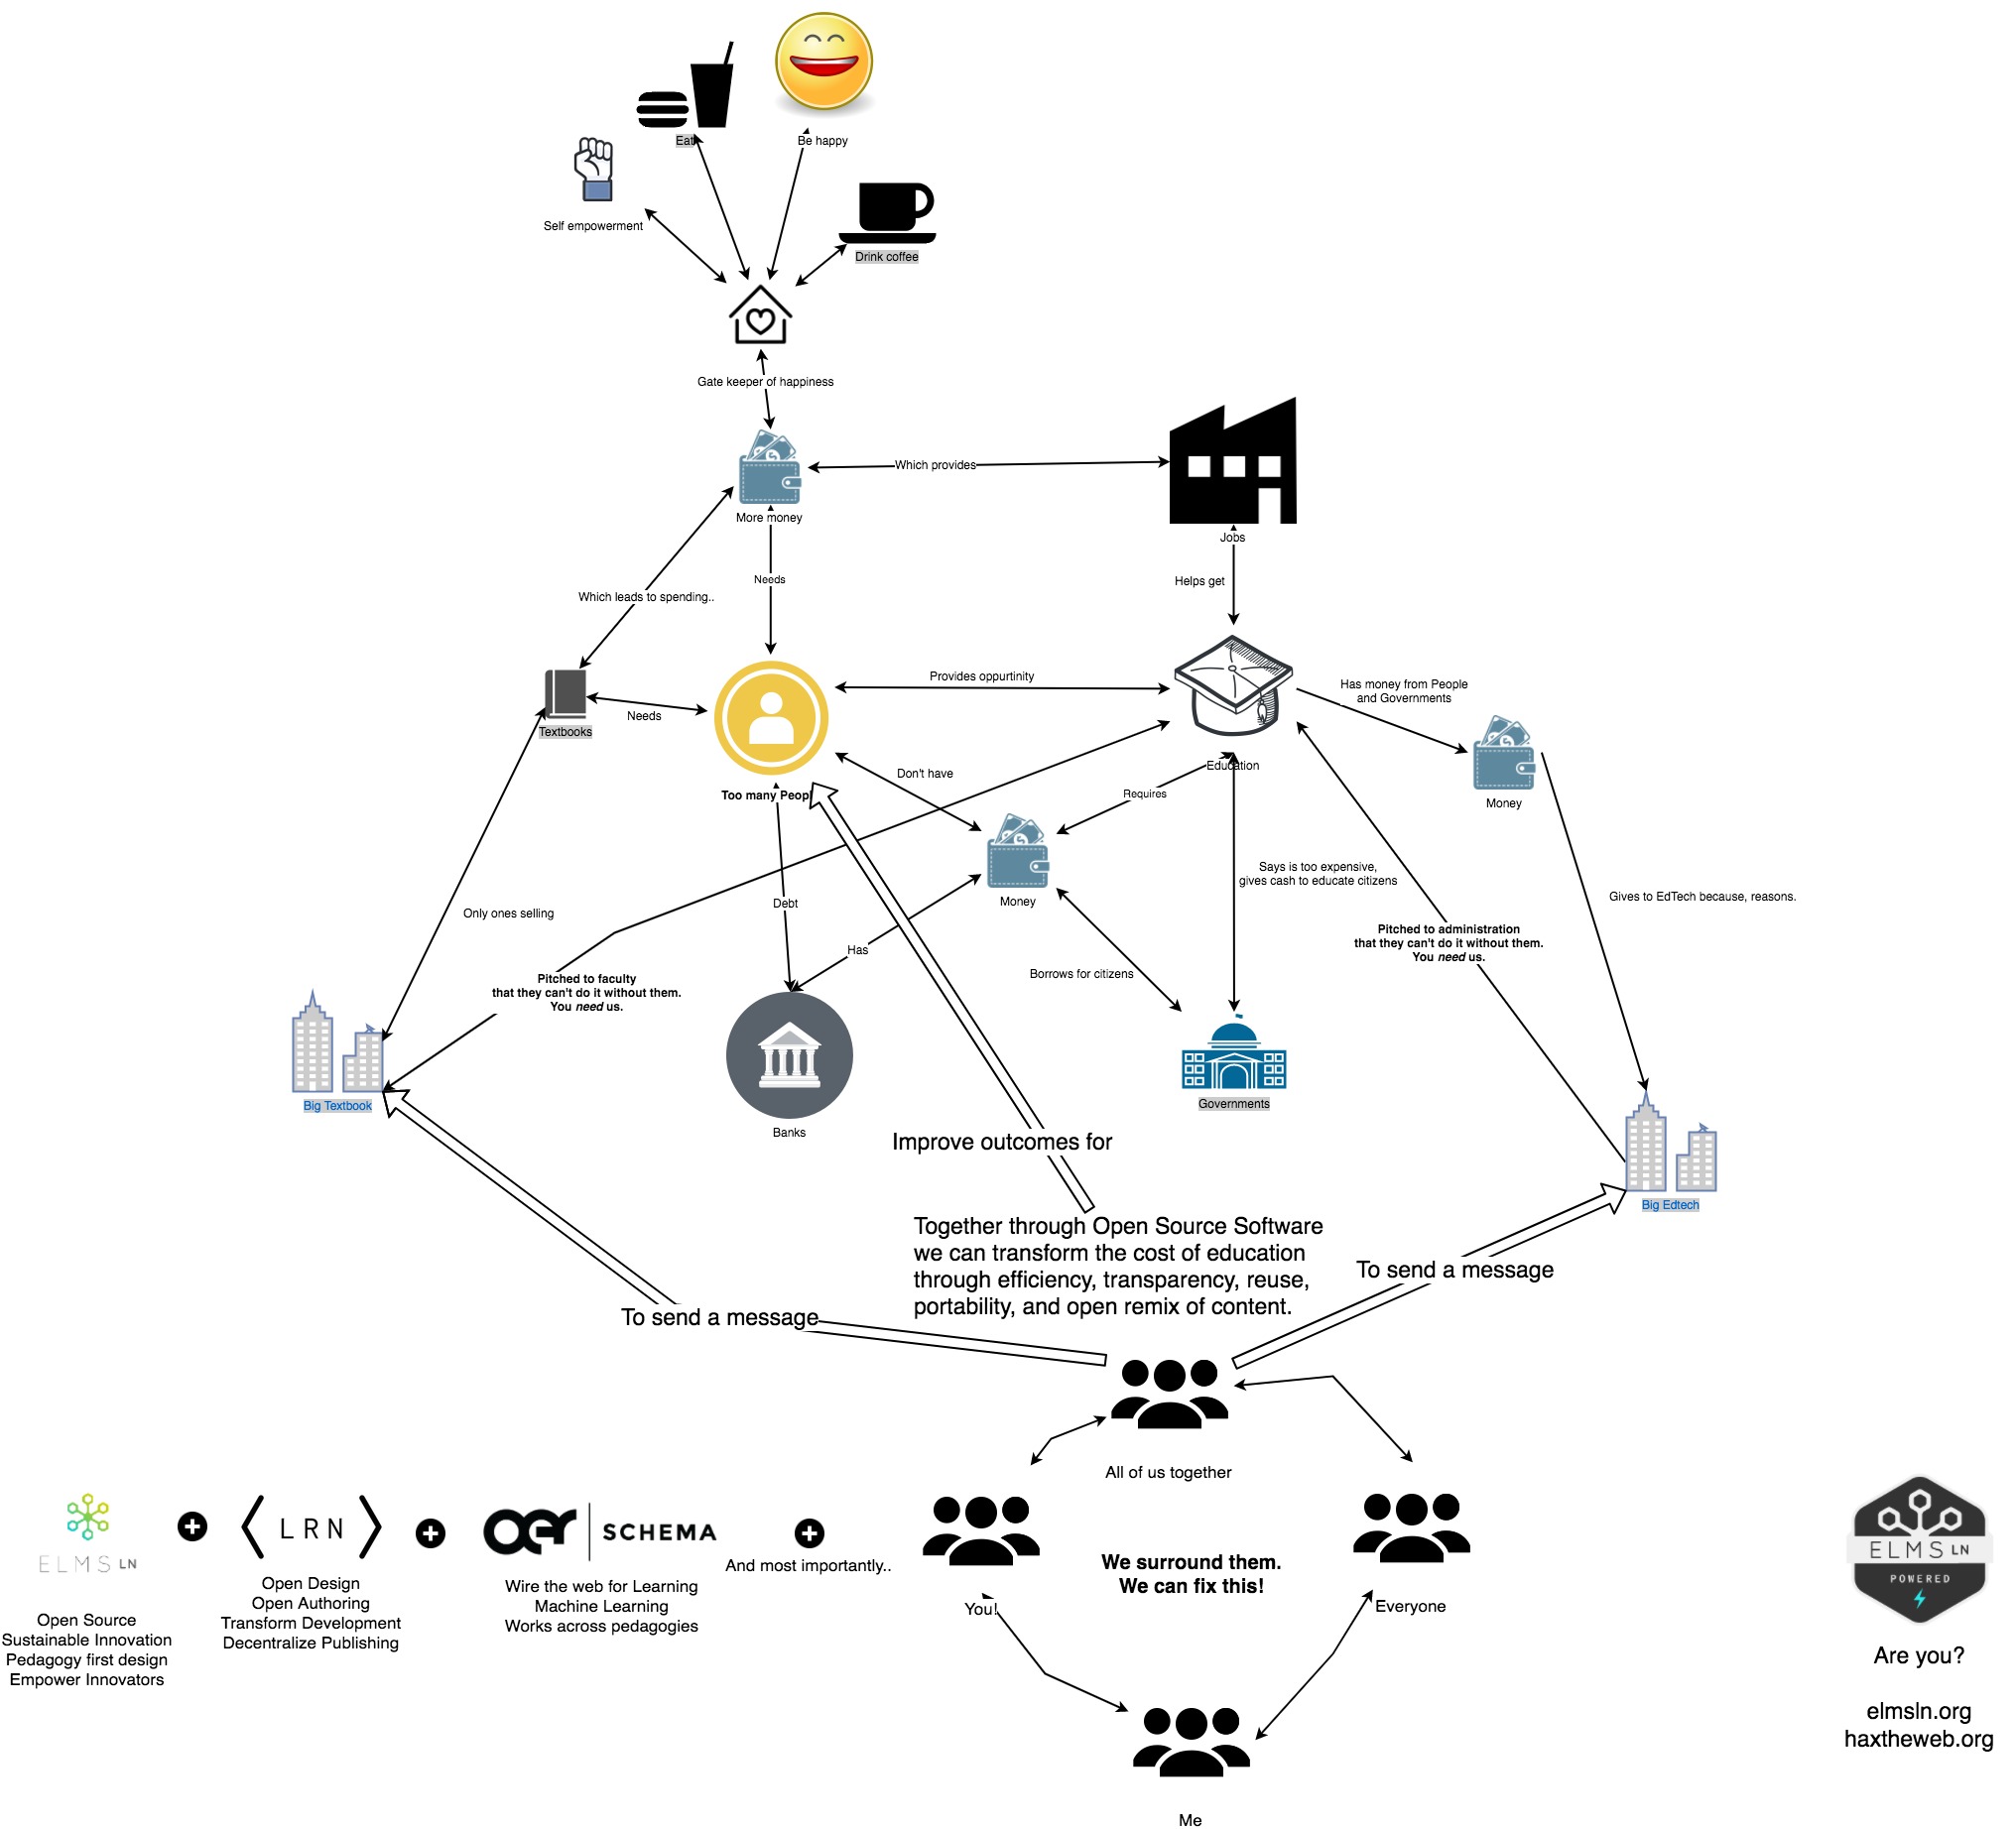 Eat
Be happy
Self empowerment
Drink coffee
Gate keeper of happiness
Which provides
More money
Jobs
Needs
Helps get
Which leads to spending..
Provides oppurtinity
Has money from People
and Governments
Needs
Textbooks
Education
Don't have
Requires
Too many Peopl
Money
Says is too expensive,
gives cash to educate citizens
Gives to EdTech because, reasons.
Money
Debt
Only ones selling
Pitched to administration
that they can't do it without them.
You need us.
Has
Borrows for citizens
Pitched to faculty
that they can't do it without them.
You need us.
Big Textbook
Governments
Banks
Improve outcomes for
Big Edtech
Together through Open Source Software
we can transform the cost of education
through efficiency, transparency, reuse,
portability, and open remix of content.
To send a message
To send a message
All of us together
ELMS LN
Open Source
Sustainable Innovation
Pedagogy first design
Empower Innovators
LRN
Open Design
Open Authoring
Transform Development
Decentralize Publishing
oer SCHEMA
Wire the web for Learning
Machine Learning
Works across pedagogies
And most importantly..
You!
We surround them.
We can fix this!
Everyone
Me
ELMS LN
POWERED
Are you?
elmsln.org
haxtheweb.org